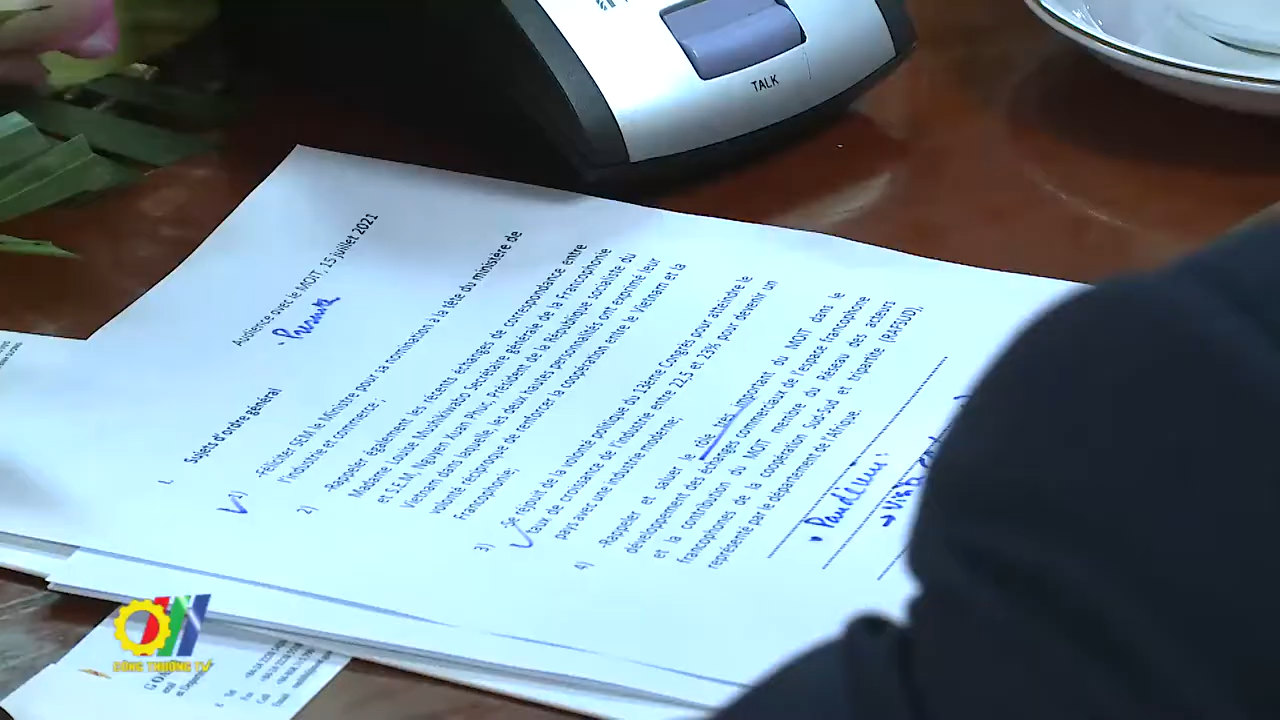 TALK
Audience avec le MOIT, 15 juillet 2021
1. Sujets d'ordre général
1) -Féliciter SEM le Ministre pour sa nomination à la tête du ministère de
l'industrie et commerce ;
2) -Rappeler également les récents échanges de correspondance entre
Madame Louise Mushikiwabo Secrétaire générale de la Francophonie
et S.E.M. Nguyen Xuan Phuc, Président de la République socialiste du
Vietnam dans laquelle, les deux hautes personnalités ont exprimé leur
volonté réciproque de renforcer la coopération entre le Vietnam et la
Francophonie;
3) -Se réjouir de la volonté politique du 13ème Congrès pour atteindre le
taux de croissance de l'industrie entre 22,5 et 23% pour devenir un
pays avec une industrie moderne;
4) -Rappeler et saluer le rôle très important du MOIT dans le
développement des échanges commerciaux de l'espace francophone
et la contribution du MOIT membre du Réseau des acteurs
francophones de la coopération Sud-Sud et tripartite (RAFSUD),
représenté par le département de l'Afrique.
CÔNG THƯƠNG TV